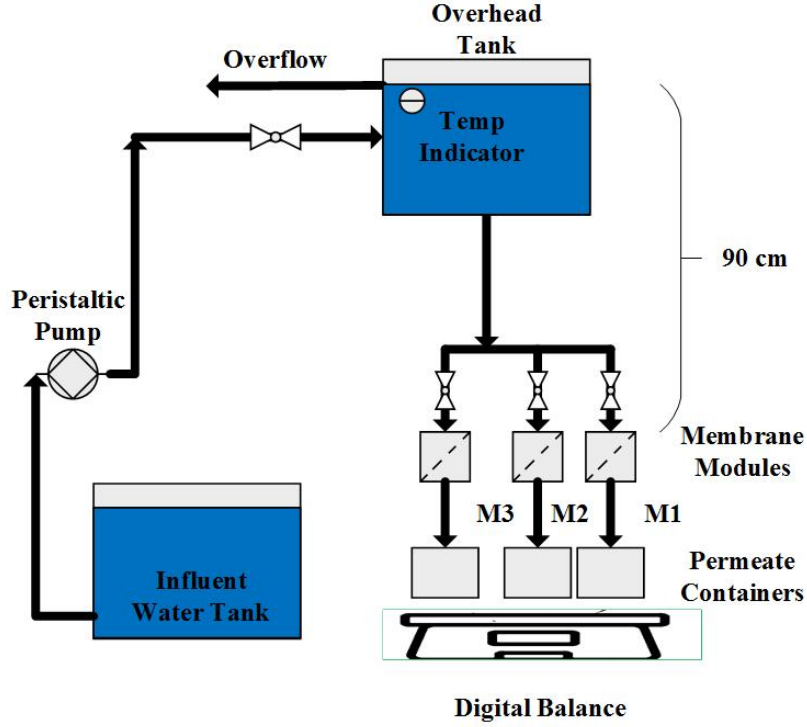 Overhead
Tank
Overflow
Temp
Indicator
90 cm
Peristaltic
Pump
Membrane
Modules
M3
M2
M1
Influent
Water Tank
Permeate
Containers
Digital Balance